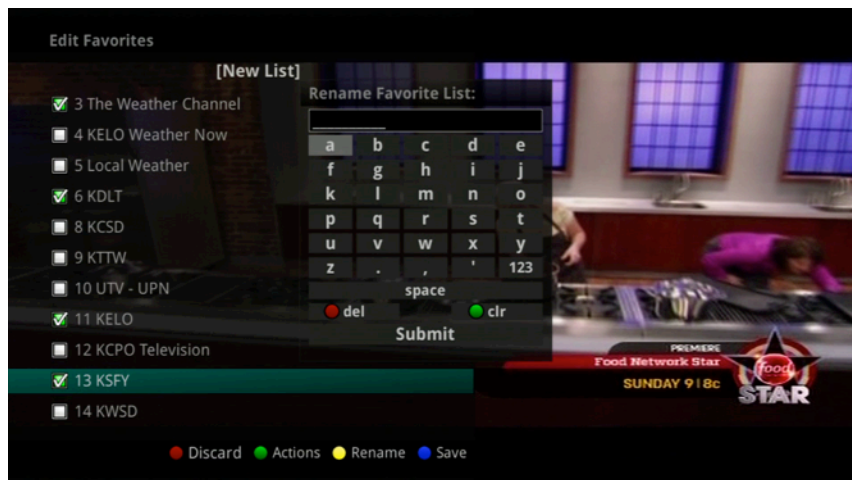 Edit Favorites
[New List]
3 The Weather Channel
4 KELO Weather Now
5 Local Weather
6 KDLT
8 KCSD
9 KTTW
10 UTV - UPN
11 KELO
12 KCPO Television
13 KSFY
14 KWSD
Rename Favorite List:
a b c d e
f g h i j
k l m n o
p q r s t
u v w x y
z . , ' 123
space
del clr
Submit
PREMIERE
Food Network Star
SUNDAY 9|8c
food
STAR
Discard Actions Rename Save